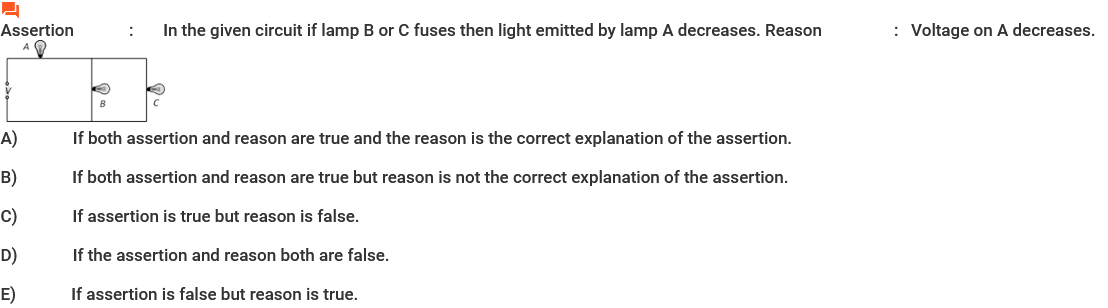 Assertion : In the given circuit if lamp B or C fuses then light emitted by lamp A decreases. Reason : Voltage on A decreases.
A
V
B
C
A) If both assertion and reason are true and the reason is the correct explanation of the assertion.
B) If both assertion and reason are true but reason is not the correct explanation of the assertion.
C) If assertion is true but reason is false.
D) If the assertion and reason both are false.
E) If assertion is false but reason is true.